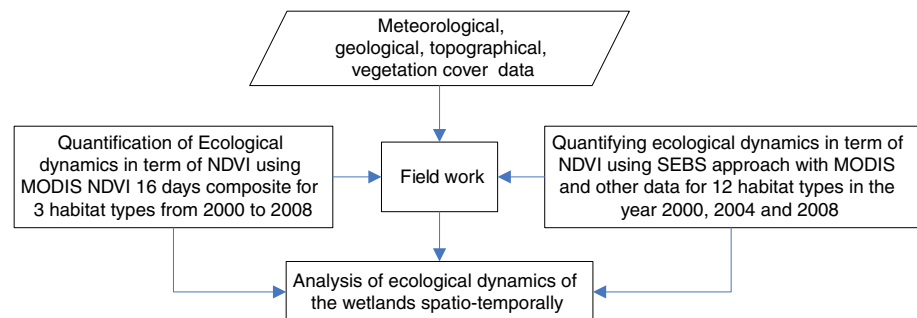 Meteorological,
geological, topographical,
vegetation cover data
Quantification of Ecological
dynamics in term of NDVI using
MODIS NDVI 16 days composite for
3 habitat types from 2000 to 2008
Field work
Quantifying ecological dynamics in term of
NDVI using SEBS approach with MODIS
and other data for 12 habitat types in the
year 2000, 2004 and 2008
Analysis of ecological dynamics of
the wetlands spatio-temporally